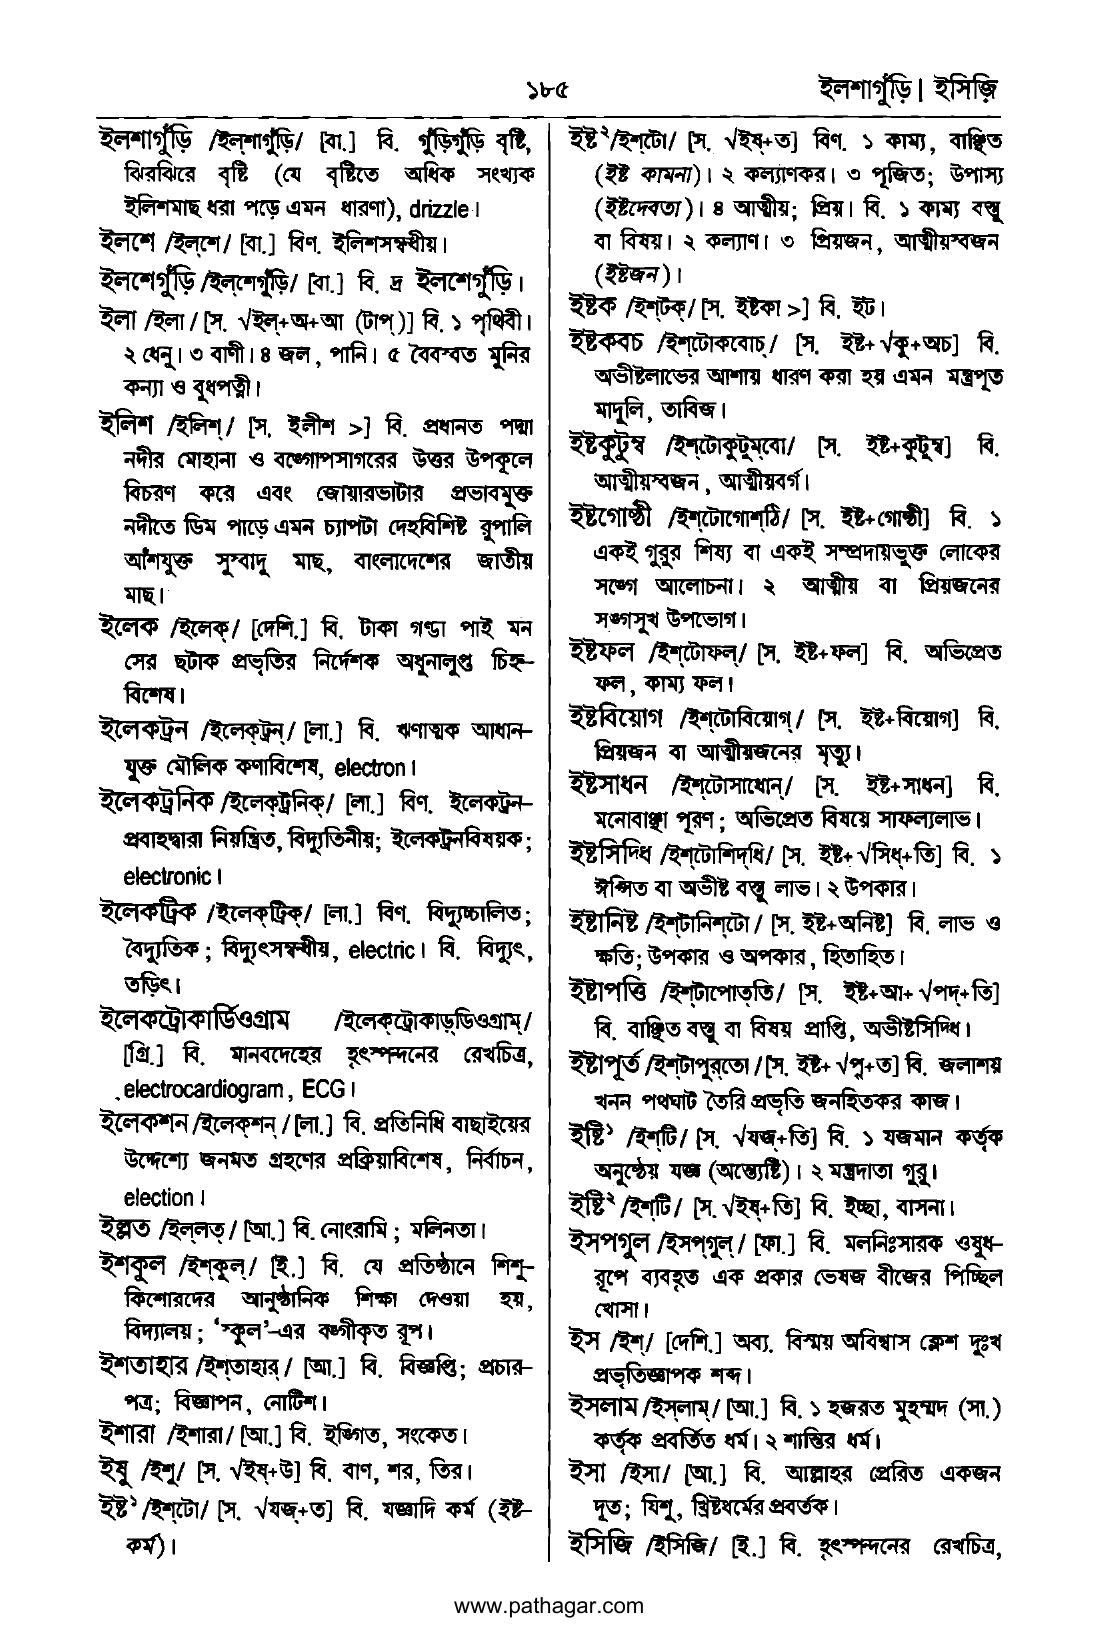 ১৮৫
ইলশাগুঁড়ি। ইসিজি
ইলশাগুঁড়ি /ইল্‌শাগুঁড়ি/ [বা.] বি. গুঁড়িগুঁড়ি বৃষ্টি,
ঝিরঝিরে বৃষ্টি (যে বৃষ্টিতে অধিক সংখ্যক
ইলিশমাছ ধরা পড়ে এমন ধারণা), drizzle।
ইলশে /ইল্‌শে/ [বা.] বিণ. ইলিশসম্বন্ধীয়।
ইলশেগুঁড়ি /ইল্‌শেগুঁড়ি/ [বা.] বি. দ্র ইলশেগুঁড়ি।
ইলা /ইলা/ [স. √ইল্‌+অ+আ (টাপ্‌)] বি. ১ পৃথিবী।
২ ধেনু। ৩ বাণী। ৪ জল, পানি। ৫ বৈবস্বত মুনির
কন্যা ও বুধপত্নী।
ইলিশ /ইলিশ্‌/ [স. ইলীশ >] বি. প্রধানত পদ্মা
নদীর মোহানা ও বঙ্গোপসাগরের উত্তর উপকূলে
বিচরণ করে এবং জোয়ারভাটার প্রভাবমুক্ত
নদীতে ডিম পাড়ে এমন চ্যাপটা দেহবিশিষ্ট রুপালি
আঁশযুক্ত সুস্বাদু মাছ, বাংলাদেশের জাতীয়
মাছ।
ইলেক /ইলেক্‌/ [দেশি.] বি. টাকা গণ্ডা পাই মন
সের ছটাক প্রভৃতির নির্দেশক অধুনালুপ্ত চিহ্ন-
বিশেষ।
ইলেকট্রন /ইলেক্‌ট্রন্‌/ [লা.] বি. ঋণাত্মক আধান-
যুক্ত মৌলিক কণাবিশেষ, electron।
ইলেকট্রনিক /ইলেক্‌ট্রনিক্‌/ [লা.] বিণ. ইলেকট্রন-
প্রবাহদ্বারা নিয়ন্ত্রিত, বিদ্যুতিনীয়; ইলেকট্রনবিষয়ক;
electronic।
ইলেকট্রিক /ইলেক্‌ট্রিক্‌/ [লা.] বিণ. বিদ্যুচ্চালিত;
বৈদ্যুতিক; বিদ্যুৎসম্বন্ধীয়, electric। বি. বিদ্যুৎ,
তড়িৎ।
ইলেকট্রোকার্ডিওগ্রাম /ইলেক্‌ট্রোকার্‌ডিওগ্রাম্‌/
[গ্রি.] বি. মানবদেহের হৃৎস্পন্দনের রেখচিত্র,
electrocardiogram, ECG।
ইলেকশন /ইলেক্‌শন্‌/ [লা.] বি. প্রতিনিধি বাছাইয়ের
উদ্দেশ্যে জনমত গ্রহণের প্রক্রিয়াবিশেষ, নির্বাচন,
election।
ইল্লত /ইল্‌লত্‌/ [আ.] বি. নোংরামি; মলিনতা।
ইশকুল /ইশ্‌কুল্‌/ [ই.] বি. যে প্রতিষ্ঠানে শিশু-
কিশোরদের আনুষ্ঠানিক শিক্ষা দেওয়া হয়,
বিদ্যালয়; ‘স্কুল’-এর বঙ্গীকৃত রূপ।
ইশতাহার /ইশ্‌তাহার্‌/ [আ.] বি. বিজ্ঞপ্তি; প্রচার-
পত্র; বিজ্ঞাপন, নোটিশ।
ইশারা /ইশারা/ [আ.] বি. ইঙ্গিত, সংকেত।
ইষু /ইশু/ [স. √ইষ্‌+উ] বি. বাণ, শর, তির।
ইষ্ট১ /ইশ্‌টো/ [স. √যজ্‌+ত] বি. যজ্ঞাদি কর্ম (ইষ্ট-
কর্ম)।
ইষ্ট২ /ইশ্‌টো/ [স. √ইষ্‌+ত] বিণ. ১ কাম্য, বাঞ্ছিত
(ইষ্ট কামনা)। ২ কল্যাণকর। ৩ পূজিত; উপাস্য
(ইষ্টদেবতা)। ৪ আত্মীয়; প্রিয়। বি. ১ কাম্য বস্তু
বা বিষয়। ২ কল্যাণ। ৩ প্রিয়জন, আত্মীয়স্বজন
(ইষ্টজন)।
ইষ্টক /ইশ্‌টক্‌/ [স. ইষ্টকা >] বি. ইট।
ইষ্টকবচ /ইশ্‌টোকবোচ্‌/ [স. ইষ্ট+√কূ+অচ] বি.
অভীষ্টলাভের আশায় ধারণ করা হয় এমন মন্ত্রপূত
মাদুলি, তাবিজ।
ইষ্টকুটুম্ব /ইশ্‌টোকুটুম্‌বো/ [স. ইষ্ট+কুটুম্ব] বি.
আত্মীয়স্বজন, আত্মীয়বর্গ।
ইষ্টগোষ্ঠী /ইশ্‌টোগোশ্‌ঠি/ [স. ইষ্ট+গোষ্ঠী] বি. ১
একই গুরুর শিষ্য বা একই সম্প্রদায়ভুক্ত লোকের
সঙ্গে আলোচনা। ২ আত্মীয় বা প্রিয়জনের
সঙ্গসুখ উপভোগ।
ইষ্টফল /ইশ্‌টোফল্‌/ [স. ইষ্ট+ফল] বি. অভিপ্রেত
ফল, কাম্য ফল।
ইষ্টবিয়োগ /ইশ্‌টোবিয়োগ্‌/ [স. ইষ্ট+বিয়োগ] বি.
প্রিয়জন বা আত্মীয়জনের মৃত্যু।
ইষ্টসাধন /ইশ্‌টোসাধোন্‌/ [স. ইষ্ট+সাধন] বি.
মনোবাঞ্ছা পূরণ; অভিপ্রেত বিষয়ে সাফল্যলাভ।
ইষ্টসিদ্ধি /ইশ্‌টোশিদ্‌ধি/ [স. ইষ্ট+√সিধ্‌+তি] বি. ১
ঈপ্সিত বা অভীষ্ট বস্তু লাভ। ২ উপকার।
ইষ্টানিষ্ট /ইশ্‌টানিশ্‌টো/ [স. ইষ্ট+অনিষ্ট] বি. লাভ ও
ক্ষতি; উপকার ও অপকার, হিতাহিত।
ইষ্টাপত্তি /ইশ্‌টাপোত্‌তি/ [স. ইষ্ট+আ+√পদ্‌+তি]
বি. বাঞ্ছিত বস্তু বা বিষয় প্রাপ্তি, অভীষ্টসিদ্ধি।
ইষ্টাপূর্ত /ইশ্‌টাপুর্‌তো/ [স. ইষ্ট+√পৃ+ত] বি. জলাশয়
খনন পথঘাট তৈরি প্রভৃতি জনহিতকর কাজ।
ইষ্টি১ /ইশ্‌টি/ [স. √যজ্‌+তি] বি. ১ যজমান কর্তৃক
অনুষ্ঠেয় যজ্ঞ (অন্ত্যেষ্টি)। ২ মন্ত্রদাতা গুরু।
ইষ্টি২ /ইশ্‌টি/ [স. √ইষ্‌+তি] বি. ইচ্ছা, বাসনা।
ইসপগুল /ইসপ্‌গুল্‌/ [ফা.] বি. মলনিঃসারক ওষুধ-
রূপে ব্যবহৃত এক প্রকার ভেষজ বীজের পিচ্ছিল
খোসা।
ইস /ইশ্‌/ [দেশি.] অব্য. বিস্ময় অবিশ্বাস ক্লেশ দুঃখ
প্রভৃতিজ্ঞাপক শব্দ।
ইসলাম /ইস্‌লাম্‌/ [আ.] বি. ১ হজরত মুহম্মদ (সা.)
কর্তৃক প্রবর্তিত ধর্ম। ২ শান্তির ধর্ম।
ইসা /ইসা/ [আ.] বি. আল্লাহর প্রেরিত একজন
দূত; যিশু, খ্রিষ্টধর্মের প্রবর্তক।
ইসিজি /ইসিজি/ [ই.] বি. হৃৎস্পন্দনের রেখচিত্র,
www.pathagar.com